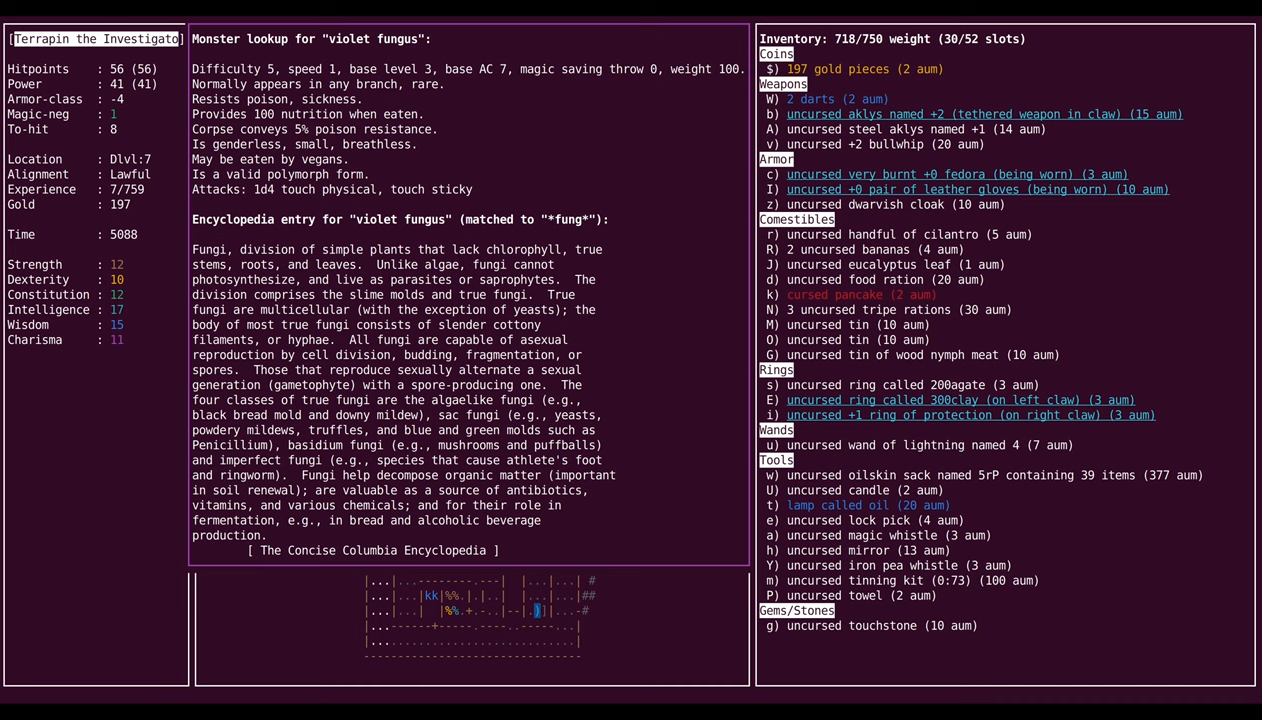 [Terrapin the Investigato]
Hitpoints : 56 (56)
Power : 41 (41)
Armor-class : -4
Magic-neg : 1
To-hit : 8
Location : Dlvl:7
Alignment : Lawful
Experience : 7/759
Gold : 197
Time : 5088
Strength : 12
Dexterity : 10
Constitution : 12
Intelligence : 17
Wisdom : 15
Charisma : 11
Monster lookup for "violet fungus":
Difficulty 5, speed 1, base level 3, base AC 7, magic saving throw 0, weight 100.
Normally appears in any branch, rare.
Resists poison, sickness.
Provides 100 nutrition when eaten.
Corpse conveys 5% poison resistance.
Is genderless, small, breathless.
May be eaten by vegans.
Is a valid polymorph form.
Attacks: 1d4 touch physical, touch sticky
Encyclopedia entry for "violet fungus" (matched to "*fung*"):
Fungi, division of simple plants that lack chlorophyll, true
stems, roots, and leaves. Unlike algae, fungi cannot
photosynthesize, and live as parasites or saprophytes. The
division comprises the slime molds and true fungi. True
fungi are multicellular (with the exception of yeasts); the
body of most true fungi consists of slender cottony
filaments, or hyphae. All fungi are capable of asexual
reproduction by cell division, budding, fragmentation, or
spores. Those that reproduce sexually alternate a sexual
generation (gametophyte) with a spore-producing one. The
four classes of true fungi are the algaelike fungi (e.g.,
black bread mold and downy mildew), sac fungi (e.g., yeasts,
powdery mildews, truffles, and blue and green molds such as
Penicillium), basidium fungi (e.g., mushrooms and puffballs)
and imperfect fungi (e.g., species that cause athlete's foot
and ringworm). Fungi help decompose organic matter (important
in soil renewal); are valuable as a source of antibiotics,
vitamins, and various chemicals; and for their role in
fermentation, e.g., in bread and alcoholic beverage
production.
[ The Concise Columbia Encyclopedia ]
|...|...--------.---| |...|...| #
|...|...|kk|%%.|.|..| |...|...|##
|...|...| |%%.+.-..|--|.)]|...-#
|...------+-----.----..-----...|
|...............................|
--------------------------------
Inventory: 718/750 weight (30/52 slots)
Coins
$) 197 gold pieces (2 aum)
Weapons
W) 2 darts (2 aum)
b) uncursed aklys named +2 (tethered weapon in claw) (15 aum)
A) uncursed steel aklys named +1 (14 aum)
v) uncursed +2 bullwhip (20 aum)
Armor
c) uncursed very burnt +0 fedora (being worn) (3 aum)
I) uncursed +0 pair of leather gloves (being worn) (10 aum)
z) uncursed dwarvish cloak (10 aum)
Comestibles
r) uncursed handful of cilantro (5 aum)
R) 2 uncursed bananas (4 aum)
J) uncursed eucalyptus leaf (1 aum)
d) uncursed food ration (20 aum)
k) cursed pancake (2 aum)
N) 3 uncursed tripe rations (30 aum)
M) uncursed tin (10 aum)
O) uncursed tin (10 aum)
G) uncursed tin of wood nymph meat (10 aum)
Rings
s) uncursed ring called 200agate (3 aum)
E) uncursed ring called 300clay (on left claw) (3 aum)
i) uncursed +1 ring of protection (on right claw) (3 aum)
Wands
u) uncursed wand of lightning named 4 (7 aum)
Tools
w) uncursed oilskin sack named 5rP containing 39 items (377 aum)
U) uncursed candle (2 aum)
t) lamp called oil (20 aum)
e) uncursed lock pick (4 aum)
a) uncursed magic whistle (3 aum)
h) uncursed mirror (13 aum)
Y) uncursed iron pea whistle (3 aum)
m) uncursed tinning kit (0:73) (100 aum)
P) uncursed towel (2 aum)
Gems/Stones
g) uncursed touchstone (10 aum)